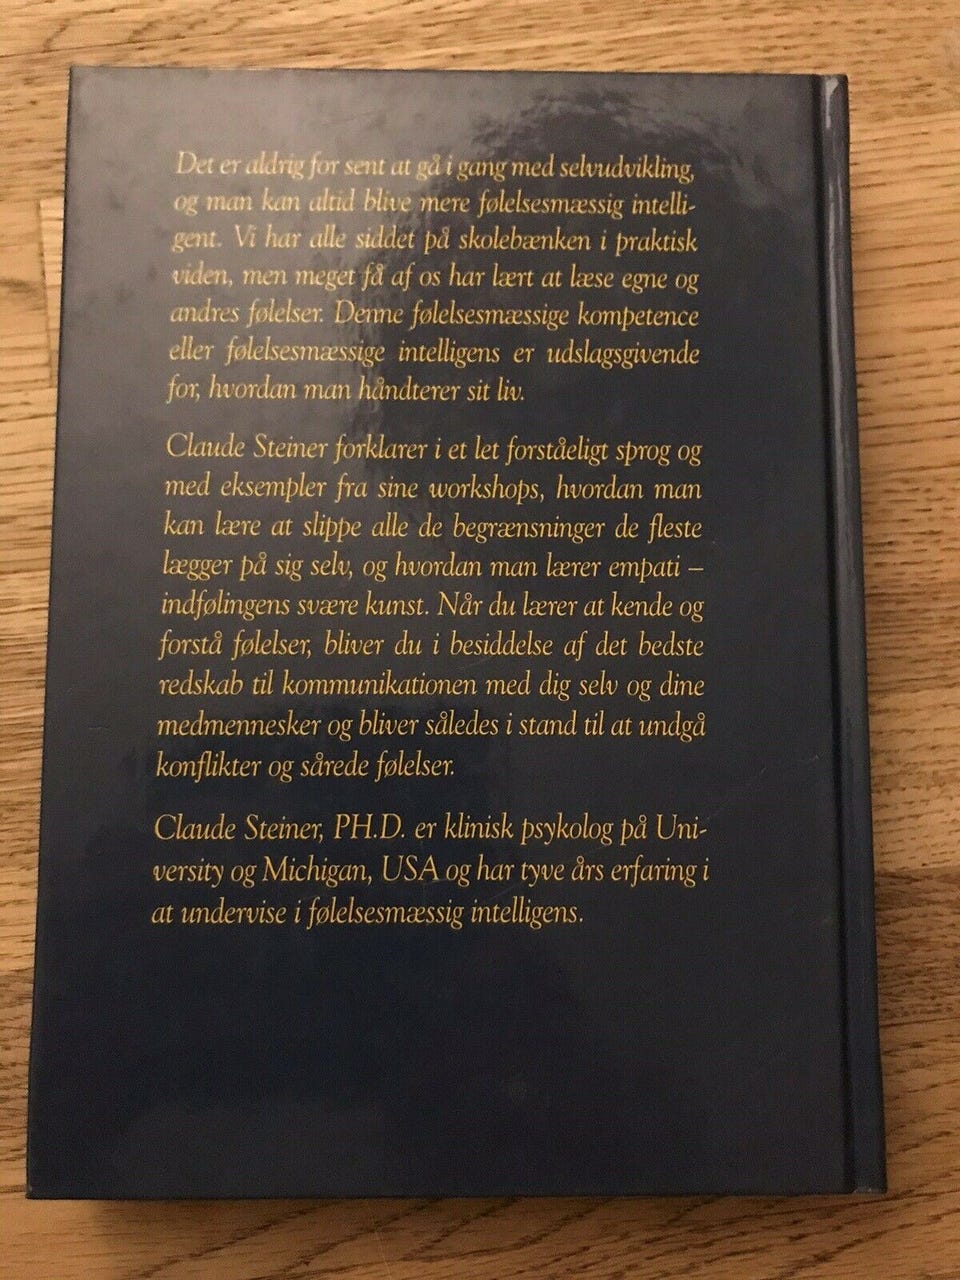 Det er aldrig for sent at gå i gang med selvudvikling,
og man kan altid blive mere følelsesmæssig intelli-
gent. Vi har alle siddet på skolebænken i praktisk
viden, men meget få af os har lært at læse egne og
andres følelser. Denne følelsesmæssige kompetence
eller følelsesmæssige intelligens er udslagsgivende
for, hvordan man håndterer sit liv.
Claude Steiner forklarer i et let forståeligt sprog og
med eksempler fra sine workshops, hvordan man
kan lære at slippe alle de begrænsninger de fleste
lægger på sig selv, og hvordan man lærer empati –
indfølingens svære kunst. Når du lærer at kende og
forstå følelser, bliver du i besiddelse af det bedste
redskab til kommunikationen med dig selv og dine
medmennesker og bliver således i stand til at undgå
konflikter og sårede følelser.
Claude Steiner, PH.D. er klinisk psykolog på Uni-
versity og Michigan, USA og har tyve års erfaring i
at undervise i følelsesmæssig intelligens.